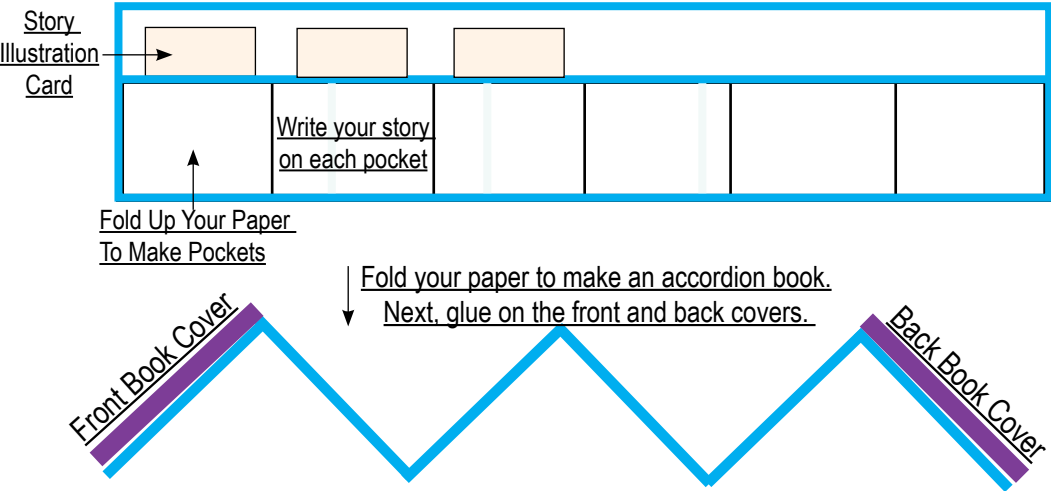 Story
Illustration
Card
Write your story
on each pocket
Fold Up Your Paper
To Make Pockets
Fold your paper to make an accordion book.
Next, glue on the front and back covers.
Front Book Cover
Back Book Cover